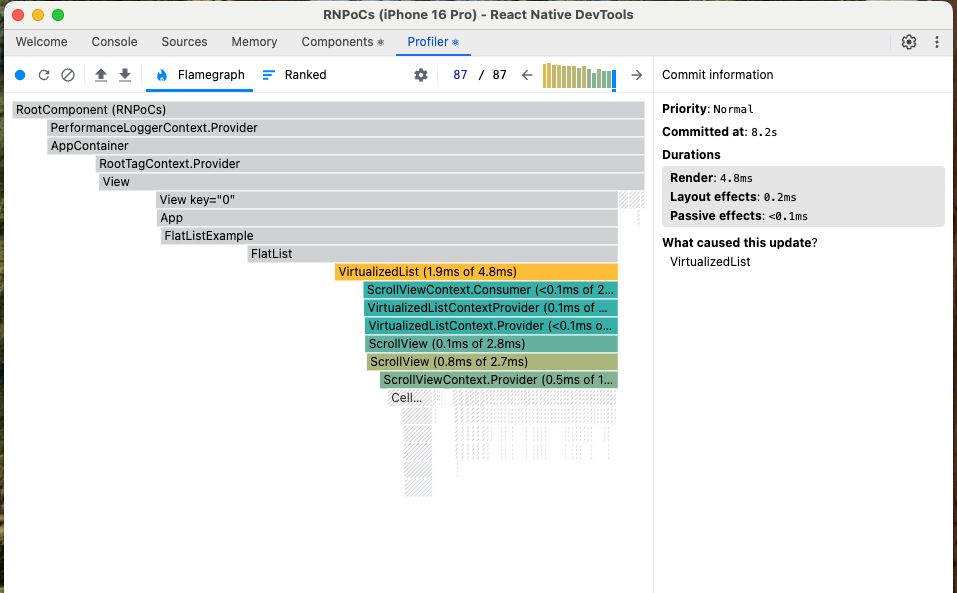 RNPoCs (iPhone 16 Pro) - React Native DevTools
Welcome Console Sources Memory Components ⚛ Profiler ⚛
Flamegraph Ranked 87 / 87 Commit information
RootComponent (RNPoCs)
PerformanceLoggerContext.Provider
AppContainer
RootTagContext.Provider
View
View key="0"
App
FlatListExample
FlatList
VirtualizedList (1.9ms of 4.8ms)
ScrollViewContext.Consumer (<0.1ms of 2...
VirtualizedListContextProvider (0.1ms of ...
VirtualizedListContext.Provider (<0.1ms o...
ScrollView (0.1ms of 2.8ms)
ScrollView (0.8ms of 2.7ms)
ScrollViewContext.Provider (0.5ms of 1...
Cell...
Priority: Normal
Committed at: 8.2s
Durations
Render: 4.8ms
Layout effects: 0.2ms
Passive effects: <0.1ms
What caused this update?
VirtualizedList